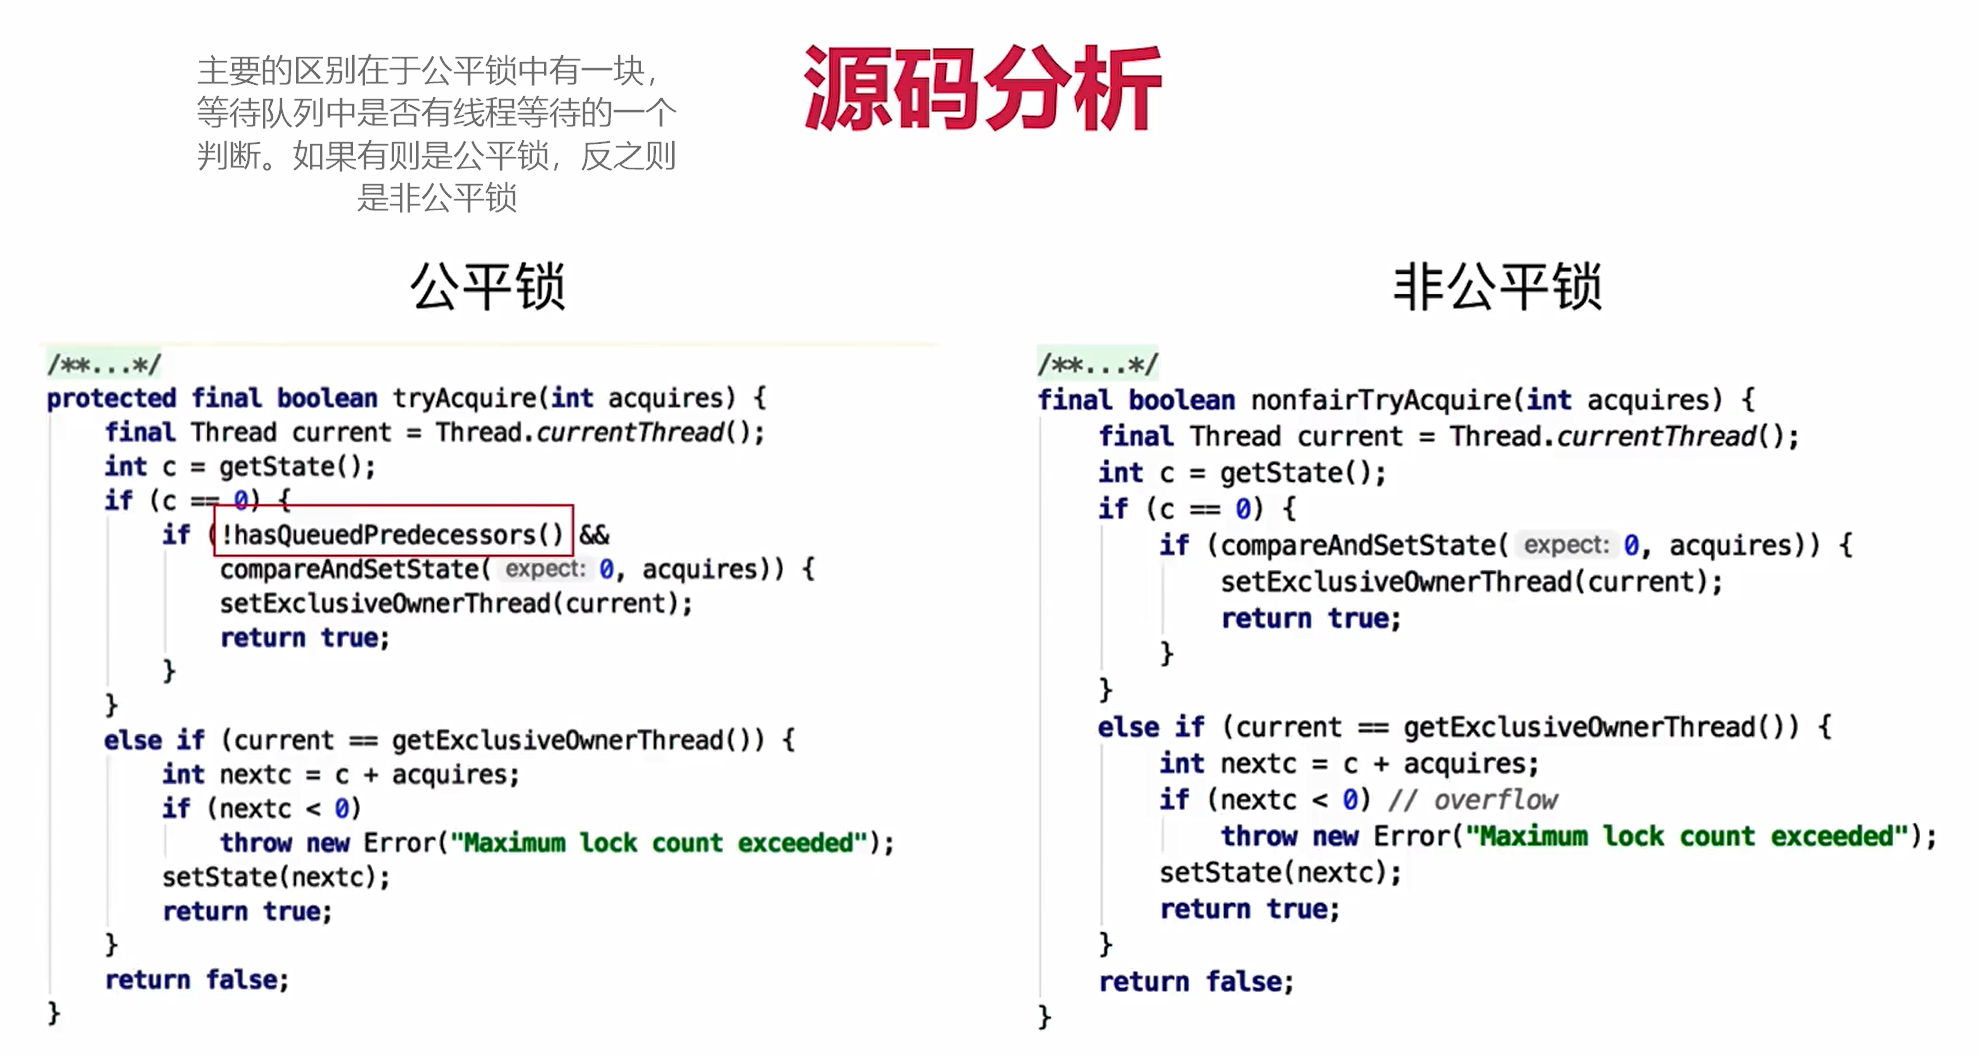 主要的区别在于公平锁中有一块，
等待队列中是否有线程等待的一个
判断。如果有则是公平锁，反之则
是非公平锁
源码分析
公平锁
/**...*/
protected final boolean tryAcquire(int acquires) {
final Thread current = Thread.currentThread();
int c = getState();
if (c == 0) {
if (!hasQueuedPredecessors() &&
compareAndSetState( expect: 0, acquires)) {
setExclusiveOwnerThread(current);
return true;
}
}
else if (current == getExclusiveOwnerThread()) {
int nextc = c + acquires;
if (nextc < 0)
throw new Error("Maximum lock count exceeded");
setState(nextc);
return true;
}
return false;
}
非公平锁
/**...*/
final boolean nonfairTryAcquire(int acquires) {
final Thread current = Thread.currentThread();
int c = getState();
if (c == 0) {
if (compareAndSetState( expect: 0, acquires)) {
setExclusiveOwnerThread(current);
return true;
}
}
else if (current == getExclusiveOwnerThread()) {
int nextc = c + acquires;
if (nextc < 0) // overflow
throw new Error("Maximum lock count exceeded");
setState(nextc);
return true;
}
return false;
}